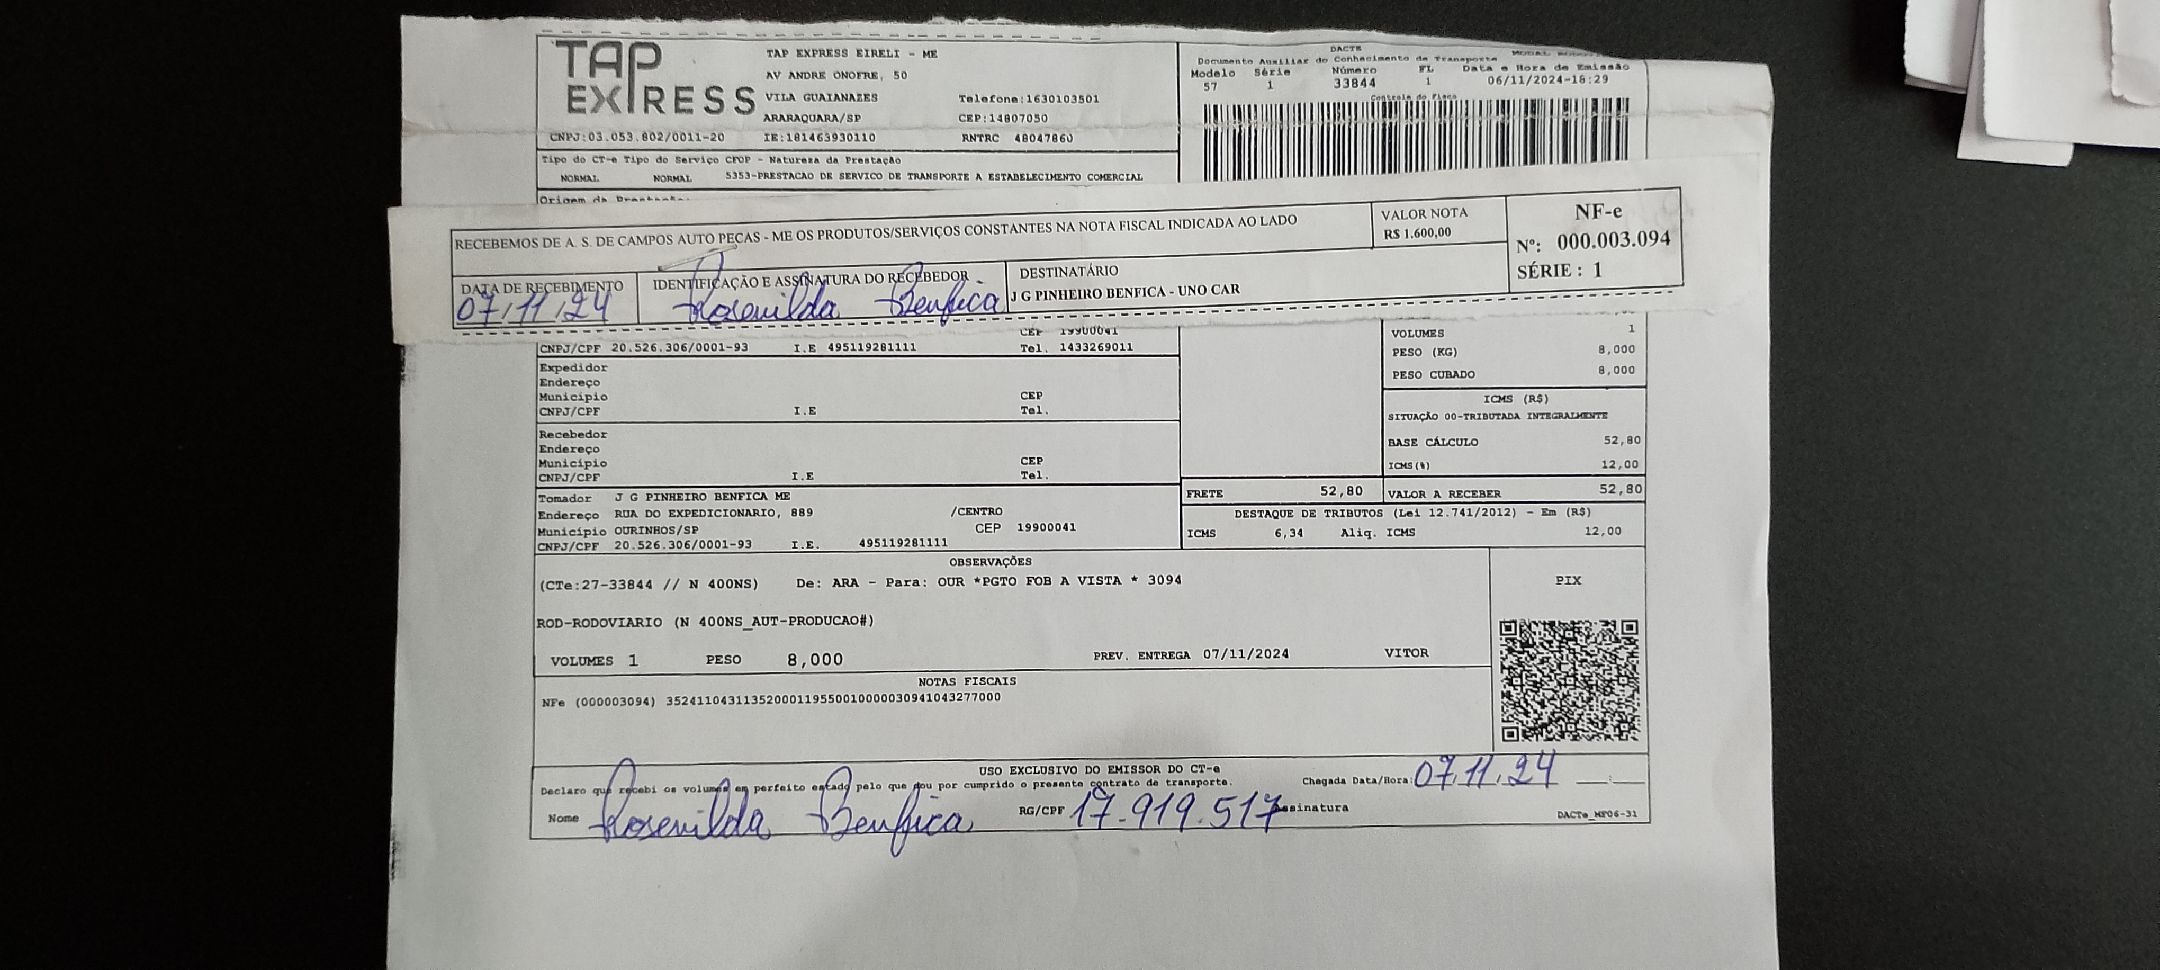 TAP EXPRESS
TAP EXPRESS EIRELI - ME
AV ANDRE ONOFRE, 50
VILA GUAIANAZES Telefone:1630103501
ARARAQUARA/SP CEP:14807050
CNPJ:03.053.802/0011-20 IE:181463930110 RNTRC 48047860
DACTE
Documento Auxiliar do Conhecimento de Transporte
Modelo Série Número FL Data e Hora de Emissão
57 1 33844 1 06/11/2024-18:29
Controle do Fisco
Tipo do CT-e Tipo do Serviço CFOP - Natureza da Prestação
NORMAL NORMAL 5353-PRESTACAO DE SERVICO DE TRANSPORTE A ESTABELECIMENTO COMERCIAL
RECEBEMOS DE A. S. DE CAMPOS AUTO PEÇAS - ME OS PRODUTOS/SERVIÇOS CONSTANTES NA NOTA FISCAL INDICADA AO LADO
VALOR NOTA
R$ 1.600,00
NF-e
Nº: 000.003.094
SÉRIE : 1
DATA DE RECEBIMENTO
07/11/24
IDENTIFICAÇÃO E ASSINATURA DO RECEBEDOR
Rosenilda Benfica
DESTINATÁRIO
J G PINHEIRO BENFICA - UNO CAR
CEP 19900041
CNPJ/CPF 20.526.306/0001-93 I.E 495119281111 Tel. 1433269011
VOLUMES 1
PESO (KG) 8,000
PESO CUBADO 8,000
Expedidor
Endereço
Município CEP
CNPJ/CPF I.E Tel.
ICMS (R$)
SITUAÇÃO 00-TRIBUTADA INTEGRALMENTE
BASE CÁLCULO 52,80
ICMS(%) 12,00
Recebedor
Endereço
Município CEP
CNPJ/CPF I.E Tel.
FRETE 52,80 VALOR A RECEBER 52,80
Tomador J G PINHEIRO BENFICA ME
Endereço RUA DO EXPEDICIONARIO, 889 /CENTRO
Município OURINHOS/SP CEP 19900041
CNPJ/CPF 20.526.306/0001-93 I.E. 495119281111
DESTAQUE DE TRIBUTOS (Lei 12.741/2012) - Em (R$)
ICMS 6,34 Aliq. ICMS 12,00
OBSERVAÇÕES
(CTe:27-33844 // N 400NS) De: ARA - Para: OUR *PGTO FOB A VISTA * 3094
PIX
ROD-RODOVIARIO (N 400NS_AUT-PRODUCAO#)
VOLUMES 1 PESO 8,000 PREV. ENTREGA 07/11/2024 VITOR
NOTAS FISCAIS
NFe (000003094) 35241104311352000119550010000030941043277000
USO EXCLUSIVO DO EMISSOR DO CT-e
Declaro que recebi os volumes em perfeito estado pelo que dou por cumprido o presente contrato de transporte. Chegada Data/Hora: 07.11.24 __:__
Nome Rosenilda Benfica RG/CPF 17.919.517 Assinatura
DACTe_MF06-31